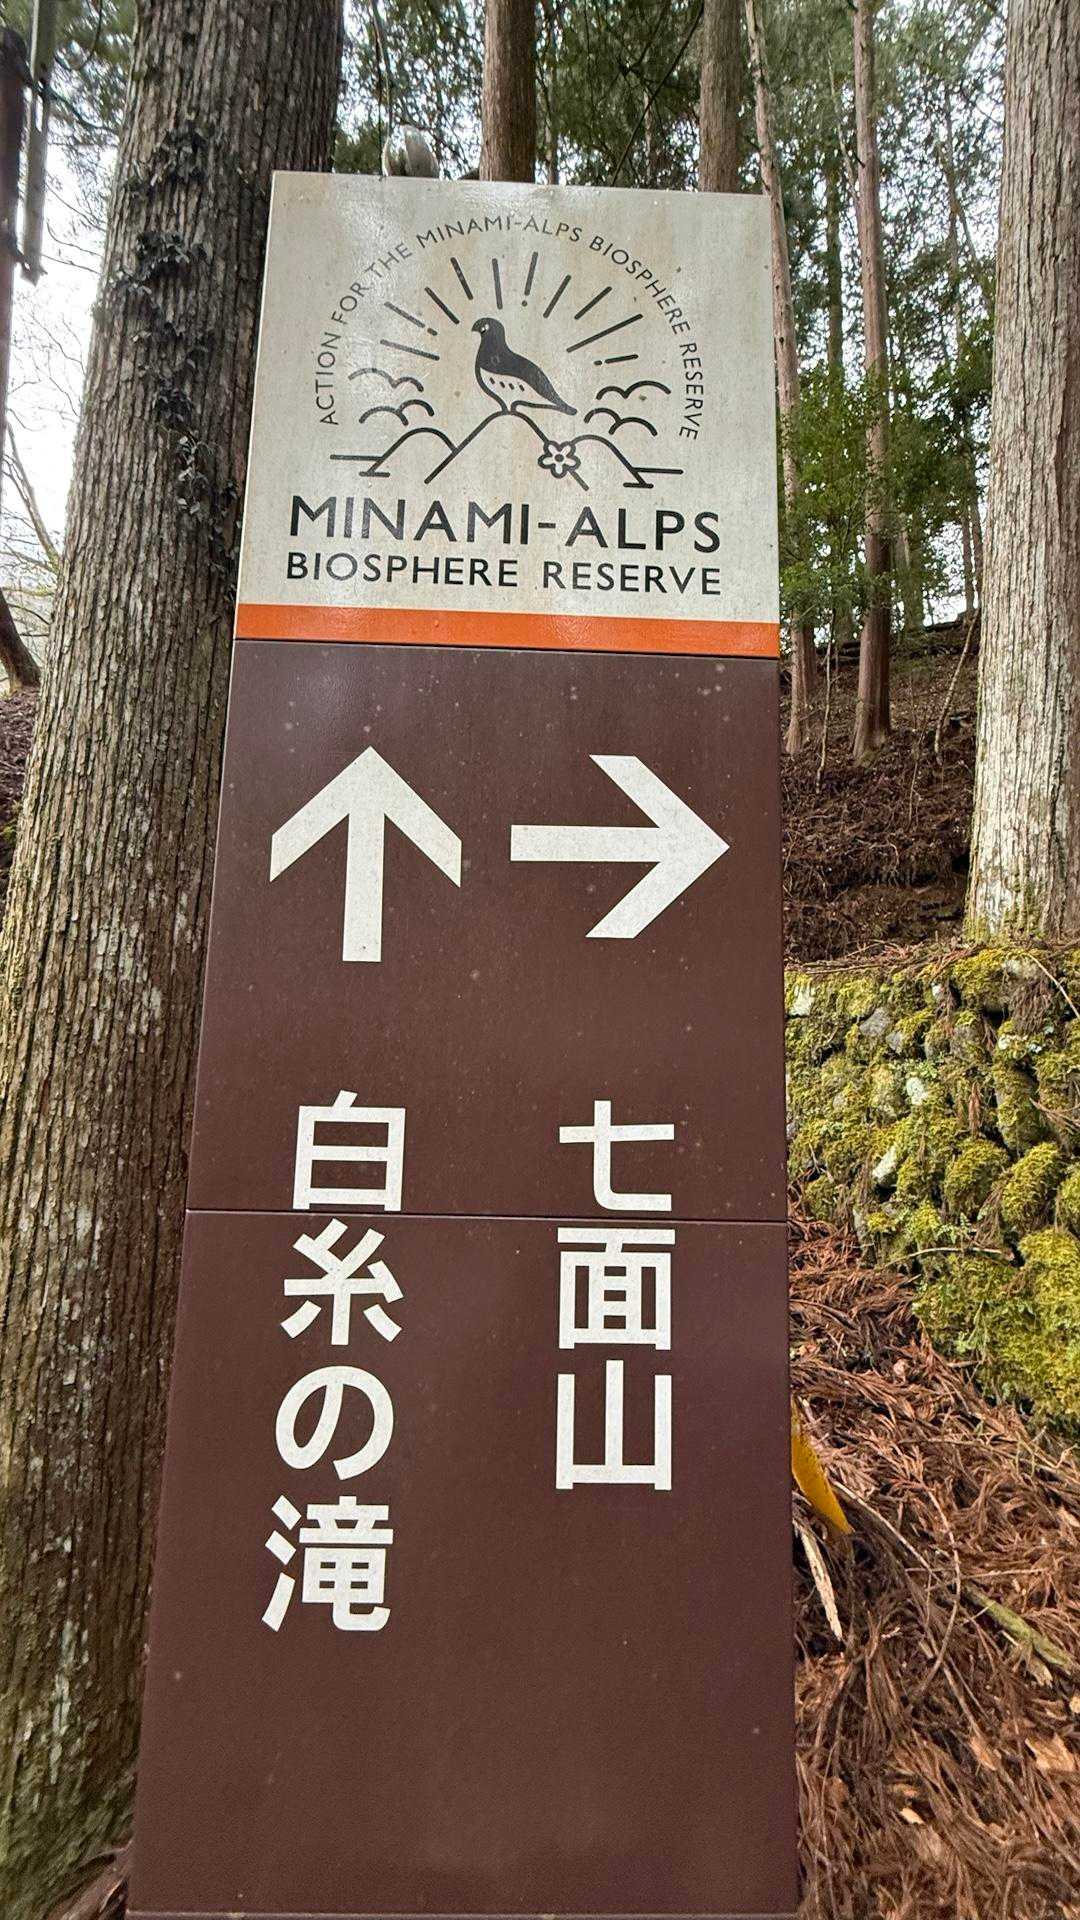 ACTION FOR THE MINAMI-ALPS BIOSPHERE RESERVE
MINAMI-ALPS
BIOSPHERE RESERVE
→ 七面山
↑ 白糸の滝